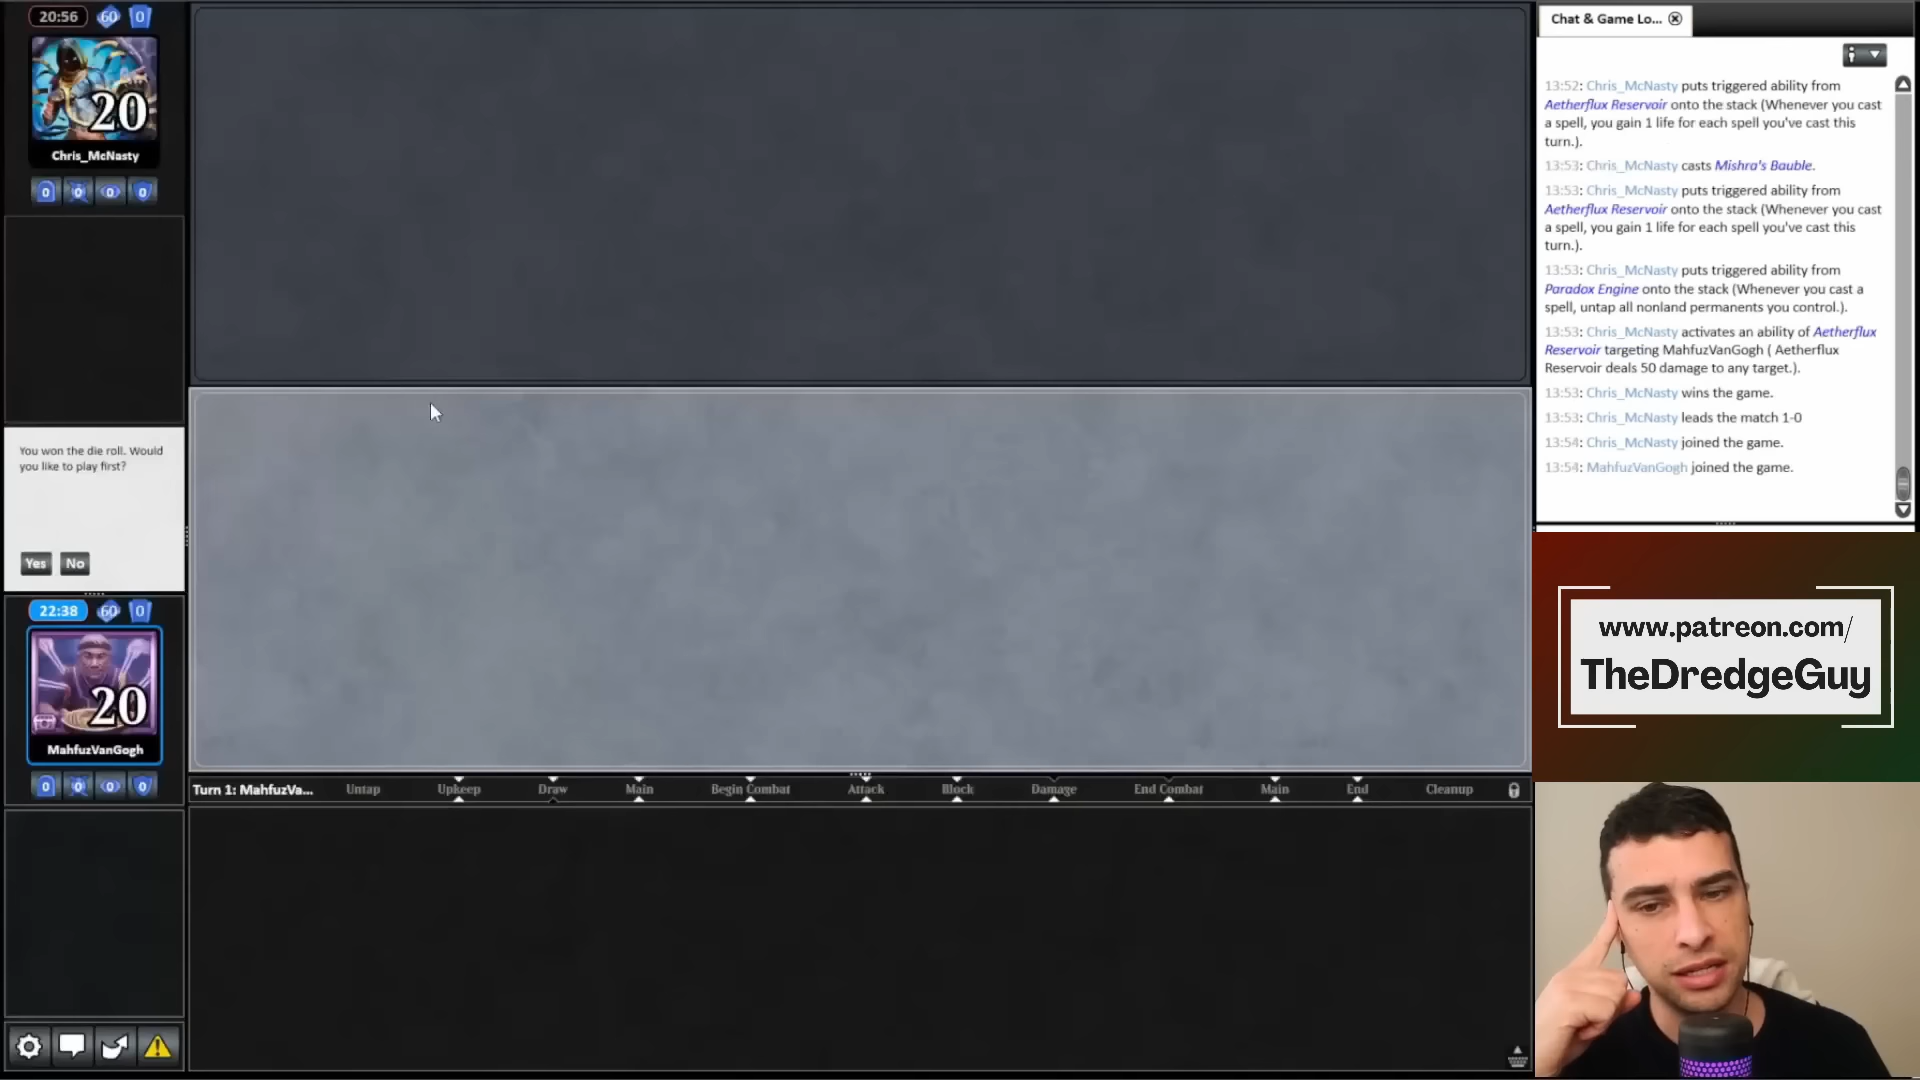 20:56 60 0
20
Chris_McNasty
0 0 0 0
You won the die roll. Would
you like to play first?
Yes No
22:38 60 0
20
MahfuzVanGogh
0 0 0 0
Turn 1: MahfuzVa... Untap Upkeep Draw Main Begin Combat Attack Block Damage End Combat Main End Cleanup
Chat & Game Lo...
13:52: Chris_McNasty puts triggered ability from
Aetherflux Reservoir onto the stack (Whenever you cast
a spell, you gain 1 life for each spell you've cast this
turn.).
13:53: Chris_McNasty casts Mishra's Bauble.
13:53: Chris_McNasty puts triggered ability from
Aetherflux Reservoir onto the stack (Whenever you cast
a spell, you gain 1 life for each spell you've cast this
turn.).
13:53: Chris_McNasty puts triggered ability from
Paradox Engine onto the stack (Whenever you cast a
spell, untap all nonland permanents you control.).
13:53: Chris_McNasty activates an ability of Aetherflux
Reservoir targeting MahfuzVanGogh ( Aetherflux
Reservoir deals 50 damage to any target.).
13:53: Chris_McNasty wins the game.
13:53: Chris_McNasty leads the match 1-0
13:54: Chris_McNasty joined the game.
13:54: MahfuzVanGogh joined the game.
www.patreon.com/
TheDredgeGuy